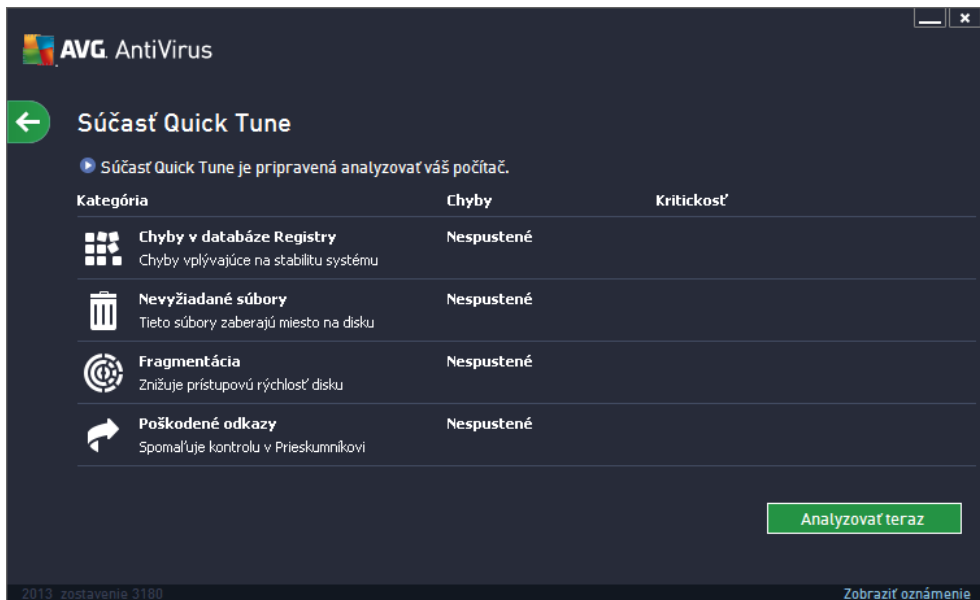 AVG. AntiVirus
Súčasť Quick Tune
Súčasť Quick Tune je pripravená analyzovať váš počítač.
Kategória Chyby Kritickosť
Chyby v databáze Registry Nespustené
Chyby vplývajúce na stabilitu systému
Nevyžiadané súbory Nespustené
Tieto súbory zaberajú miesto na disku
Fragmentácia Nespustené
Znižuje prístupovú rýchlosť disku
Poškodené odkazy Nespustené
Spomaľuje kontrolu v Prieskumníkovi
Analyzovať teraz
2013 zostavenie 3180 Zobraziť oznámenie